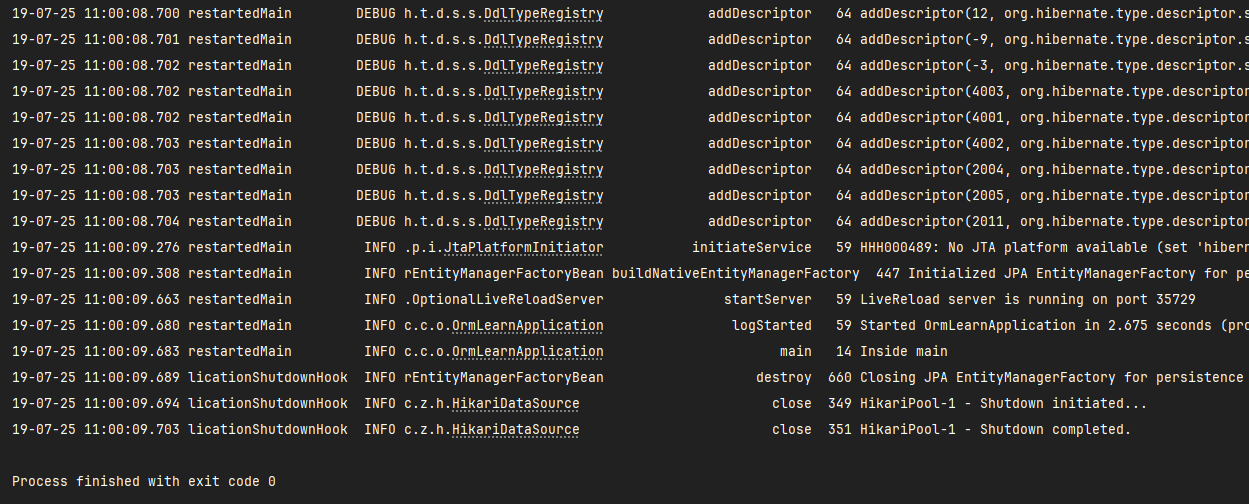 19-07-25 11:00:08.700 restartedMain DEBUG h.t.d.s.s.DdlTypeRegistry addDescriptor 64 addDescriptor(12, org.hibernate.type.descriptor.s
19-07-25 11:00:08.701 restartedMain DEBUG h.t.d.s.s.DdlTypeRegistry addDescriptor 64 addDescriptor(-9, org.hibernate.type.descriptor.s
19-07-25 11:00:08.702 restartedMain DEBUG h.t.d.s.s.DdlTypeRegistry addDescriptor 64 addDescriptor(-3, org.hibernate.type.descriptor.s
19-07-25 11:00:08.702 restartedMain DEBUG h.t.d.s.s.DdlTypeRegistry addDescriptor 64 addDescriptor(4003, org.hibernate.type.descriptor
19-07-25 11:00:08.702 restartedMain DEBUG h.t.d.s.s.DdlTypeRegistry addDescriptor 64 addDescriptor(4001, org.hibernate.type.descriptor
19-07-25 11:00:08.703 restartedMain DEBUG h.t.d.s.s.DdlTypeRegistry addDescriptor 64 addDescriptor(4002, org.hibernate.type.descriptor
19-07-25 11:00:08.703 restartedMain DEBUG h.t.d.s.s.DdlTypeRegistry addDescriptor 64 addDescriptor(2004, org.hibernate.type.descriptor
19-07-25 11:00:08.703 restartedMain DEBUG h.t.d.s.s.DdlTypeRegistry addDescriptor 64 addDescriptor(2005, org.hibernate.type.descriptor
19-07-25 11:00:08.704 restartedMain DEBUG h.t.d.s.s.DdlTypeRegistry addDescriptor 64 addDescriptor(2011, org.hibernate.type.descriptor
19-07-25 11:00:09.276 restartedMain INFO .p.i.JtaPlatformInitiator initiateService 59 HHH000489: No JTA platform available (set 'hibern
19-07-25 11:00:09.308 restartedMain INFO rEntityManagerFactoryBean buildNativeEntityManagerFactory 447 Initialized JPA EntityManagerFactory for pe
19-07-25 11:00:09.663 restartedMain INFO .OptionalLiveReloadServer startServer 59 LiveReload server is running on port 35729
19-07-25 11:00:09.680 restartedMain INFO c.c.o.OrmLearnApplication logStarted 59 Started OrmLearnApplication in 2.675 seconds (pro
19-07-25 11:00:09.683 restartedMain INFO c.c.o.OrmLearnApplication main 14 Inside main
19-07-25 11:00:09.689 licationShutdownHook INFO rEntityManagerFactoryBean destroy 660 Closing JPA EntityManagerFactory for persistence
19-07-25 11:00:09.694 licationShutdownHook INFO c.z.h.HikariDataSource close 349 HikariPool-1 - Shutdown initiated...
19-07-25 11:00:09.703 licationShutdownHook INFO c.z.h.HikariDataSource close 351 HikariPool-1 - Shutdown completed.
Process finished with exit code 0